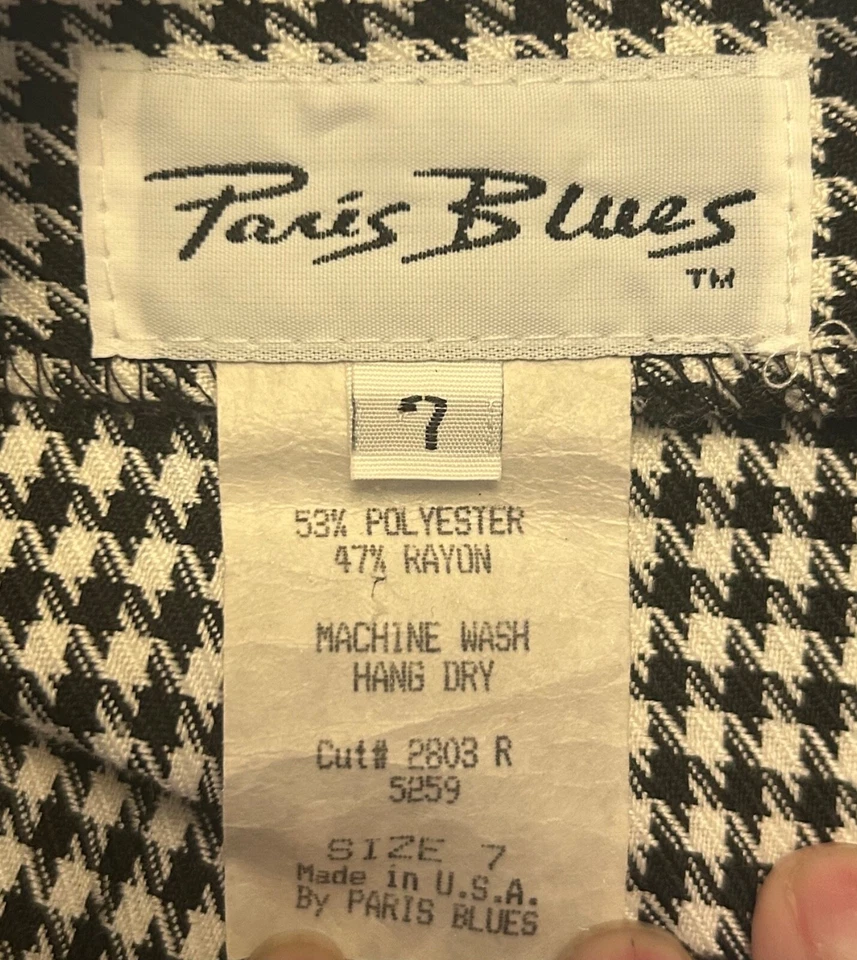 Paris Blues
TM
7
53% POLYESTER
47% RAYON
MACHINE WASH
HANG DRY
Cut# 2803 R
5259
SIZE 7
Made in U.S.A.
By PARIS BLUES